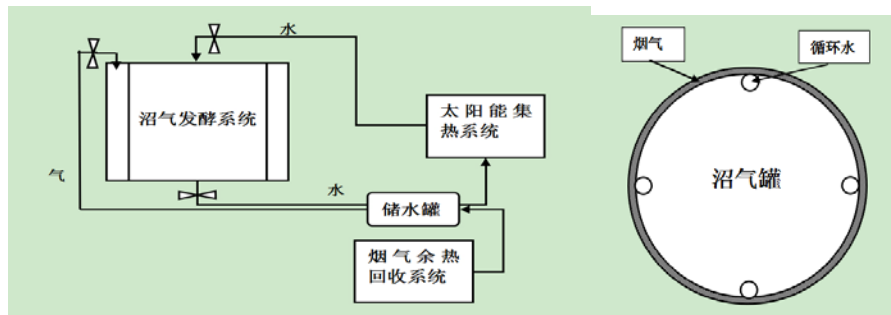 水
沼气发酵系统
太阳能集
热系统
气
水
储水罐
烟气余热
回收系统
烟气
循环水
沼气罐